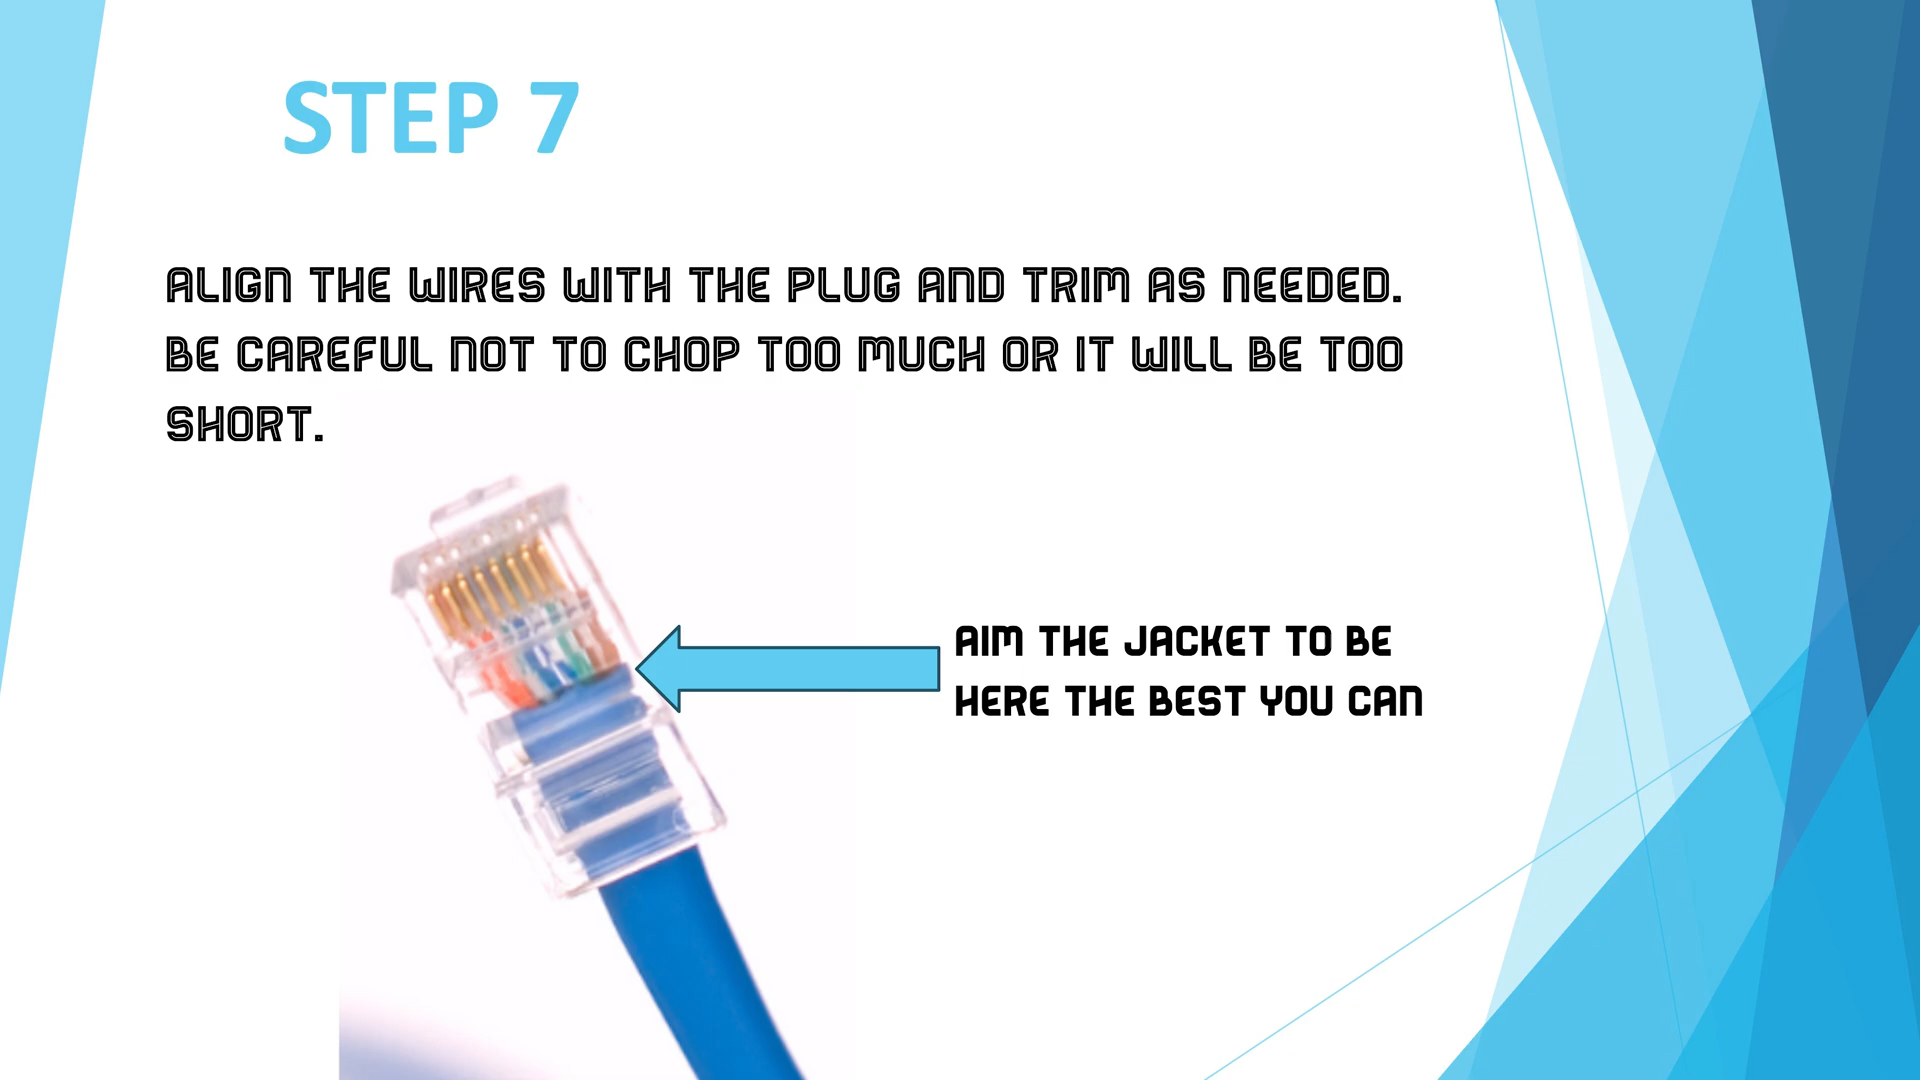 STEP 7
ALIGN THE WIRES WITH THE PLUG AND TRIM AS NEEDED.
BE CAREFUL NOT TO CHOP TOO MUCH OR IT WILL BE TOO
SHORT.
AIM THE JACKET TO BE
HERE THE BEST YOU CAN